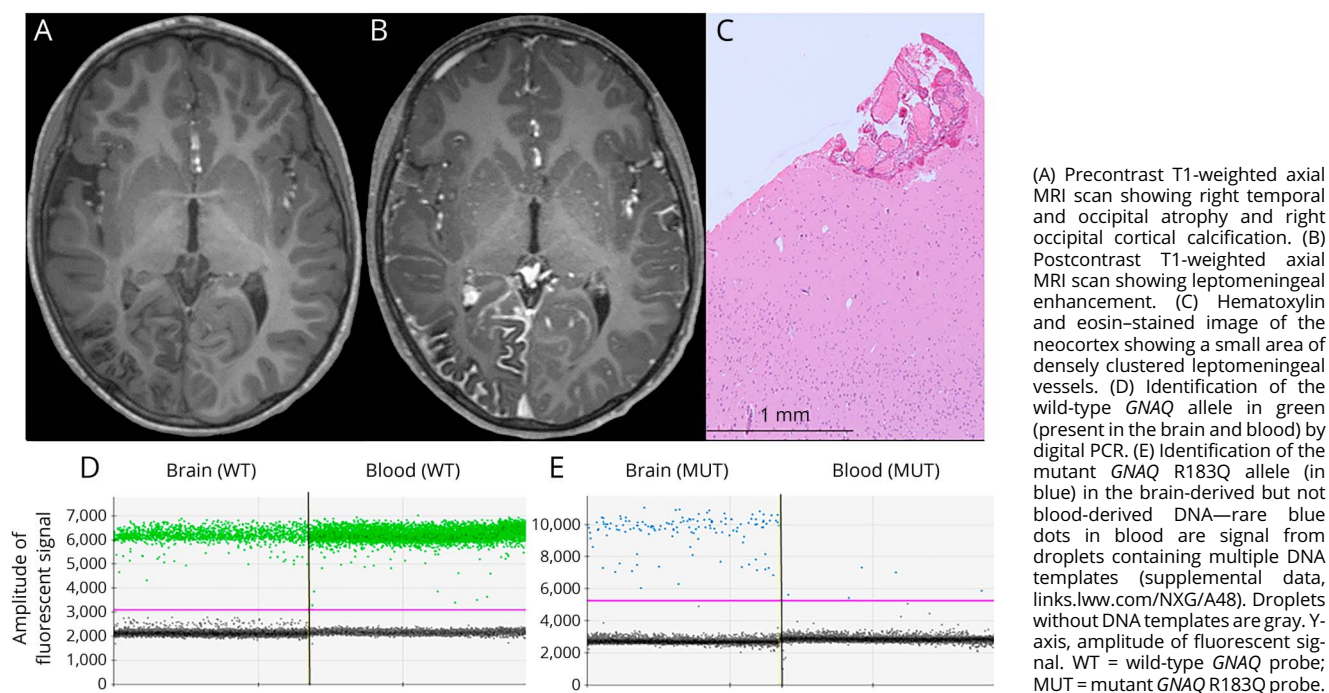 A
B
C
1 mm
D
Brain (WT)
Blood (WT)
Amplitude of
fluorescent signal
7,000
6,000
5,000
4,000
3,000
2,000
1,000
0
E
Brain (MUT)
Blood (MUT)
10,000
8,000
6,000
4,000
2,000
0
(A) Precontrast T1-weighted axial
MRI scan showing right temporal
and occipital atrophy and right
occipital cortical calcification. (B)
Postcontrast T1-weighted axial
MRI scan showing leptomeningeal
enhancement. (C) Hematoxylin
and eosin–stained image of the
neocortex showing a small area of
densely clustered leptomeningeal
vessels. (D) Identification of the
wild-type GNAQ allele in green
(present in the brain and blood) by
digital PCR. (E) Identification of the
mutant GNAQ R183Q allele (in
blue) in the brain-derived but not
blood-derived DNA—rare blue
dots in blood are signal from
droplets containing multiple DNA
templates (supplemental data,
links.lww.com/NXG/A48). Droplets
without DNA templates are gray. Y-
axis, amplitude of fluorescent sig-
nal. WT = wild-type GNAQ probe;
MUT = mutant GNAQ R183Q probe.